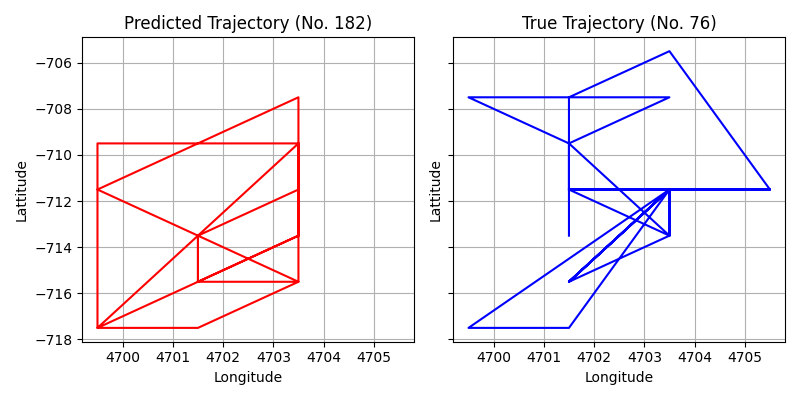 Predicted Trajectory (No. 182)
True Trajectory (No. 76)
−706
−708
−710
−712
−714
−716
−718
Lattitude
Lattitude
4700 4701 4702 4703 4704 4705
4700 4701 4702 4703 4704 4705
Longitude
Longitude